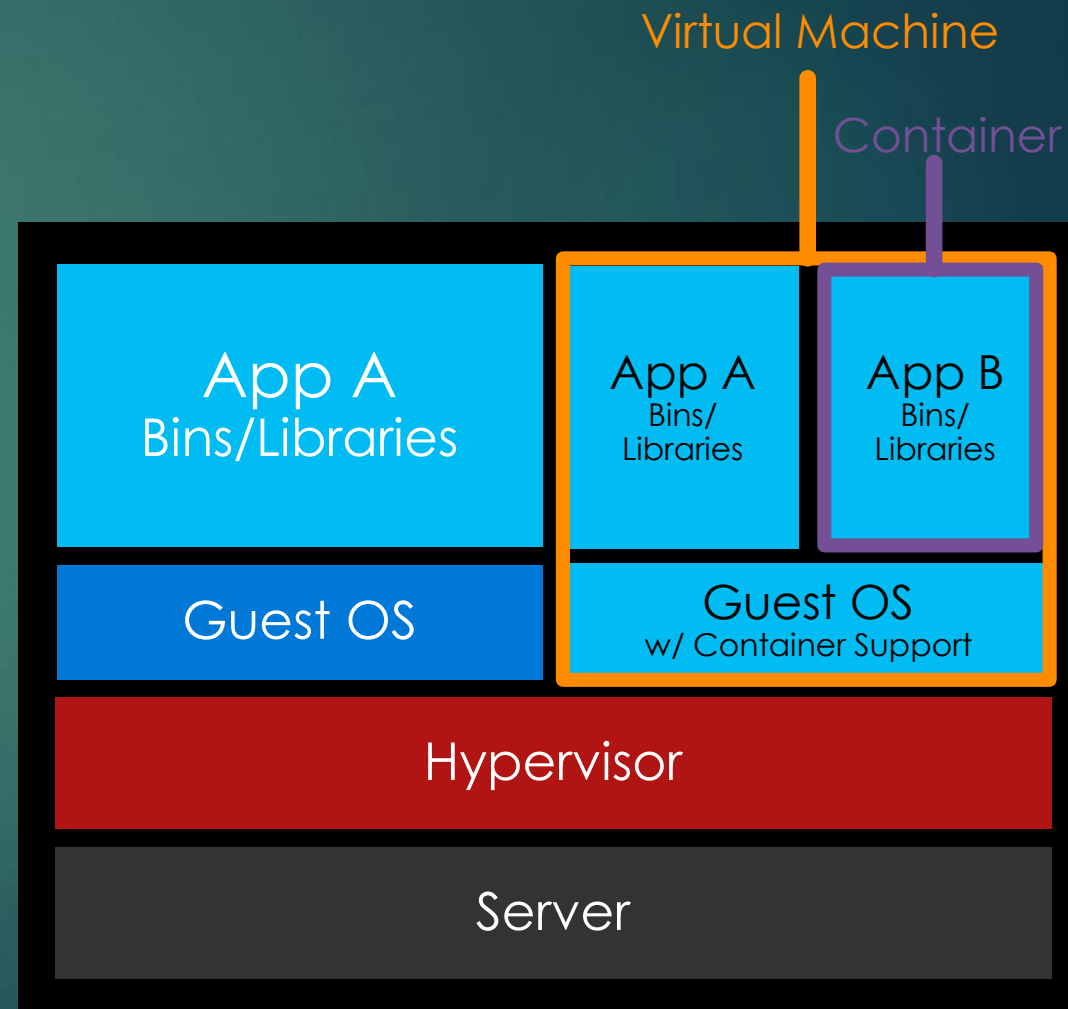 Virtual Machine
Container
App A
Bins/Libraries
App A
Bins/
Libraries
App B
Bins/
Libraries
Guest OS
Guest OS
w/ Container Support
Hypervisor
Server